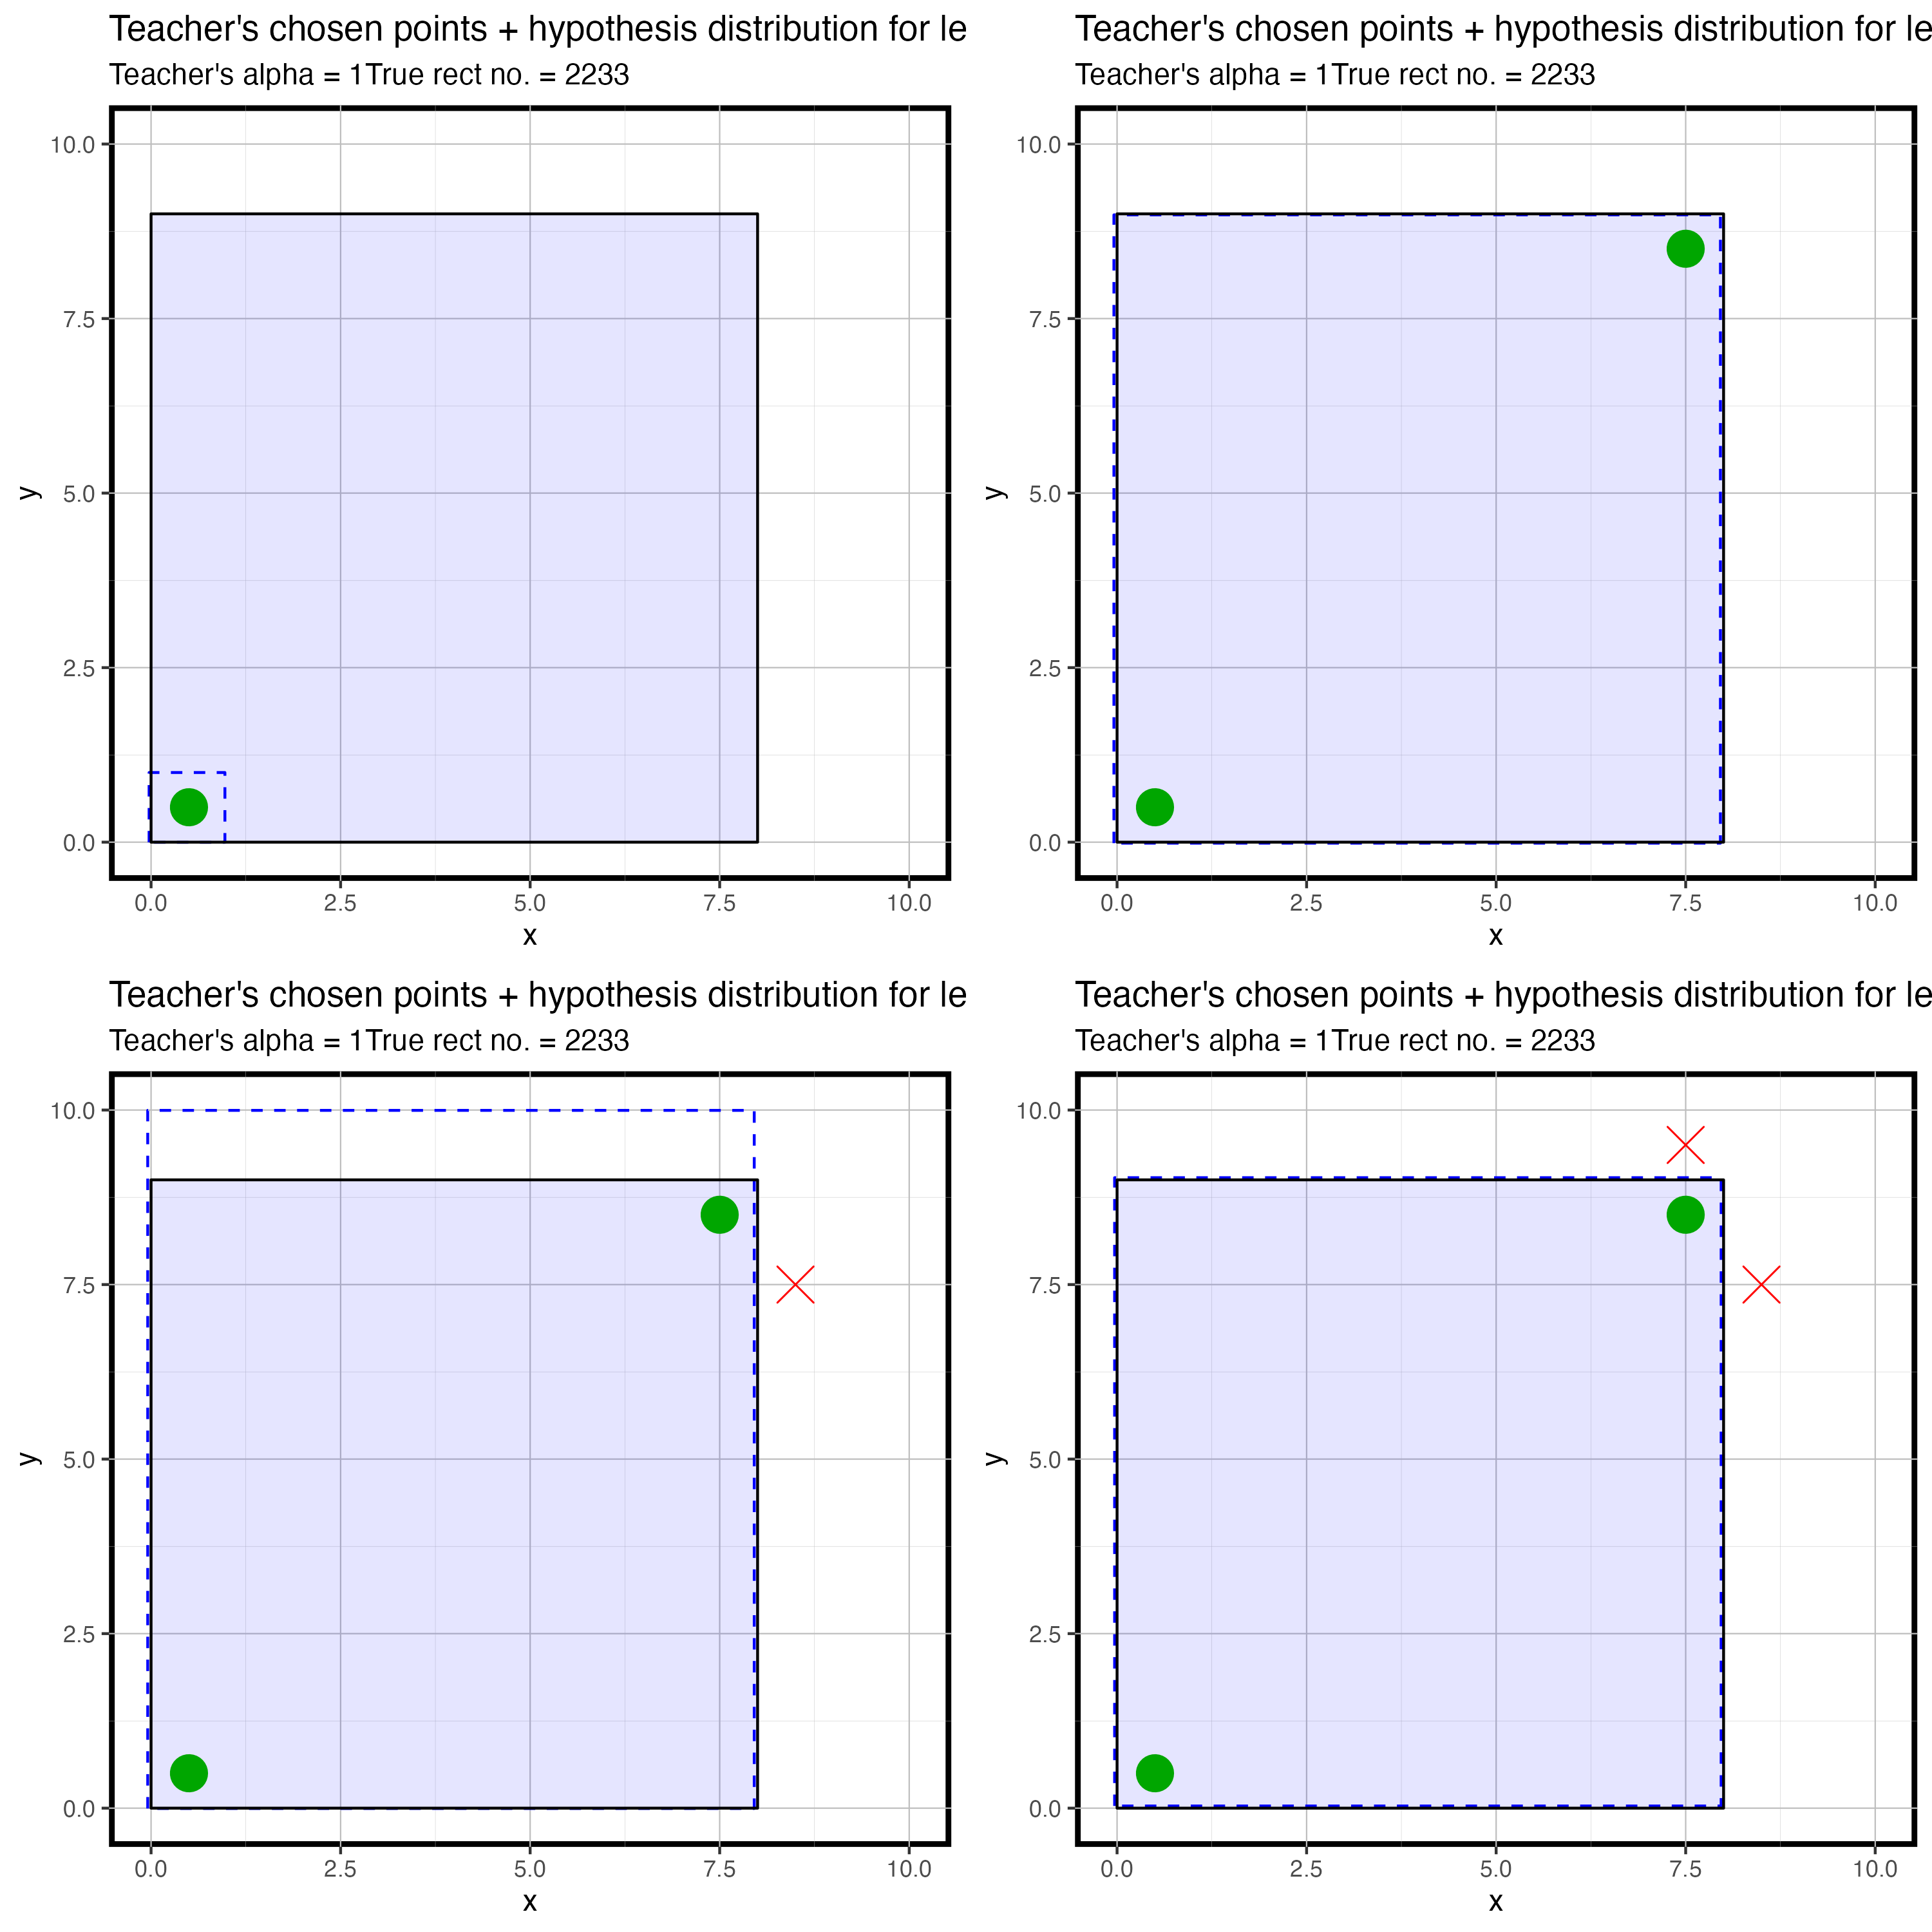 Teacher's chosen points + hypothesis distribution for le
Teacher's alpha = 1True rect no. = 2233
10.0
7.5
5.0
2.5
0.0
y
0.0 2.5 5.0 7.5 10.0
x
Teacher's chosen points + hypothesis distribution for le
Teacher's alpha = 1True rect no. = 2233
10.0
7.5
5.0
2.5
0.0
y
0.0 2.5 5.0 7.5 10.0
x
Teacher's chosen points + hypothesis distribution for le
Teacher's alpha = 1True rect no. = 2233
10.0
7.5
5.0
2.5
0.0
y
0.0 2.5 5.0 7.5 10.0
x
Teacher's chosen points + hypothesis distribution for le
Teacher's alpha = 1True rect no. = 2233
10.0
7.5
5.0
2.5
0.0
y
0.0 2.5 5.0 7.5 10.0
x